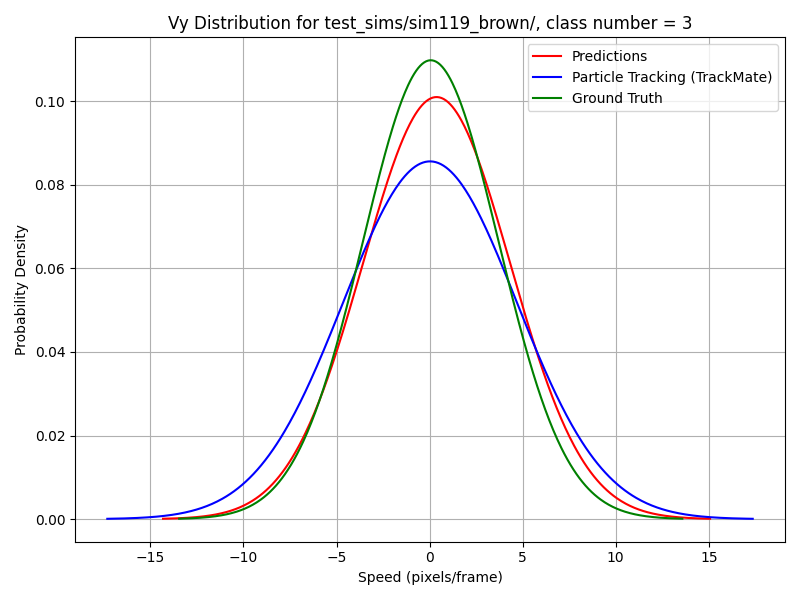 Vy Distribution for test_sims/sim119_brown/, class number = 3
Predictions
Particle Tracking (TrackMate)
Ground Truth
Probability Density
0.10
0.08
0.06
0.04
0.02
0.00
−15 −10 −5 0 5 10 15
Speed (pixels/frame)